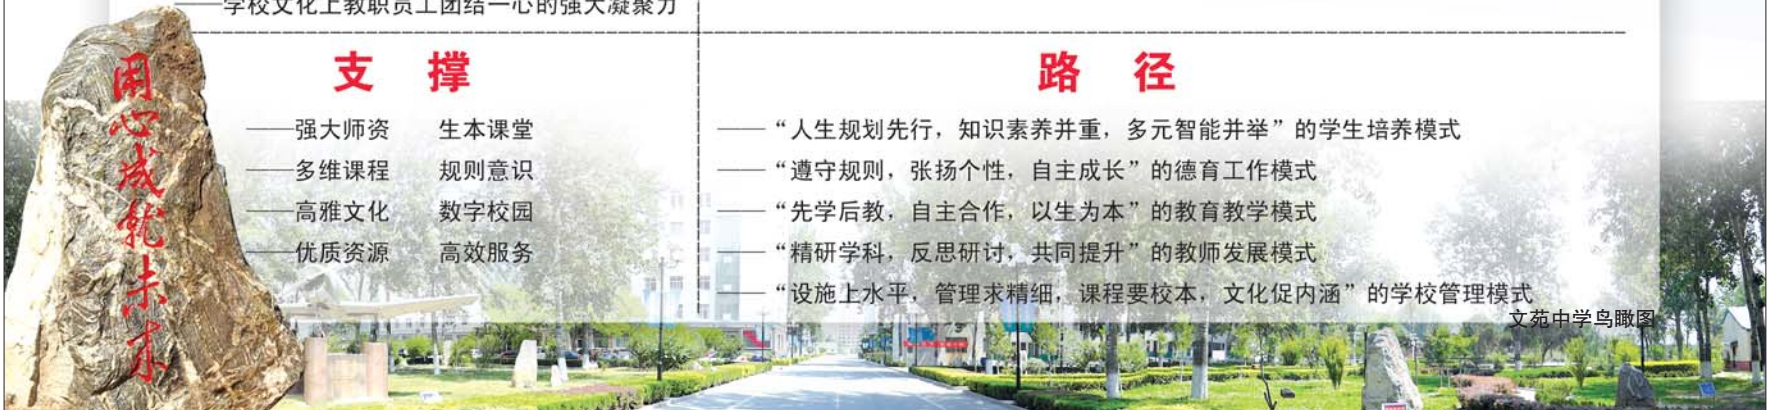 ——学校文化上教职员工团结一心的强大凝聚力
支 撑
——强大师资 生本课堂
——多维课程 规则意识
——高雅文化 数字校园
——优质资源 高效服务
路 径
——“人生规划先行，知识素养并重，多元智能并举”的学生培养模式
——“遵守规则，张扬个性，自主成长”的德育工作模式
——“先学后教，自主合作，以生为本”的教育教学模式
——“精研学科，反思研讨，共同提升”的教师发展模式
——“设施上水平，管理求精细，课程要校本，文化促内涵”的学校管理模式
文苑中学鸟瞰图
用心成就未来